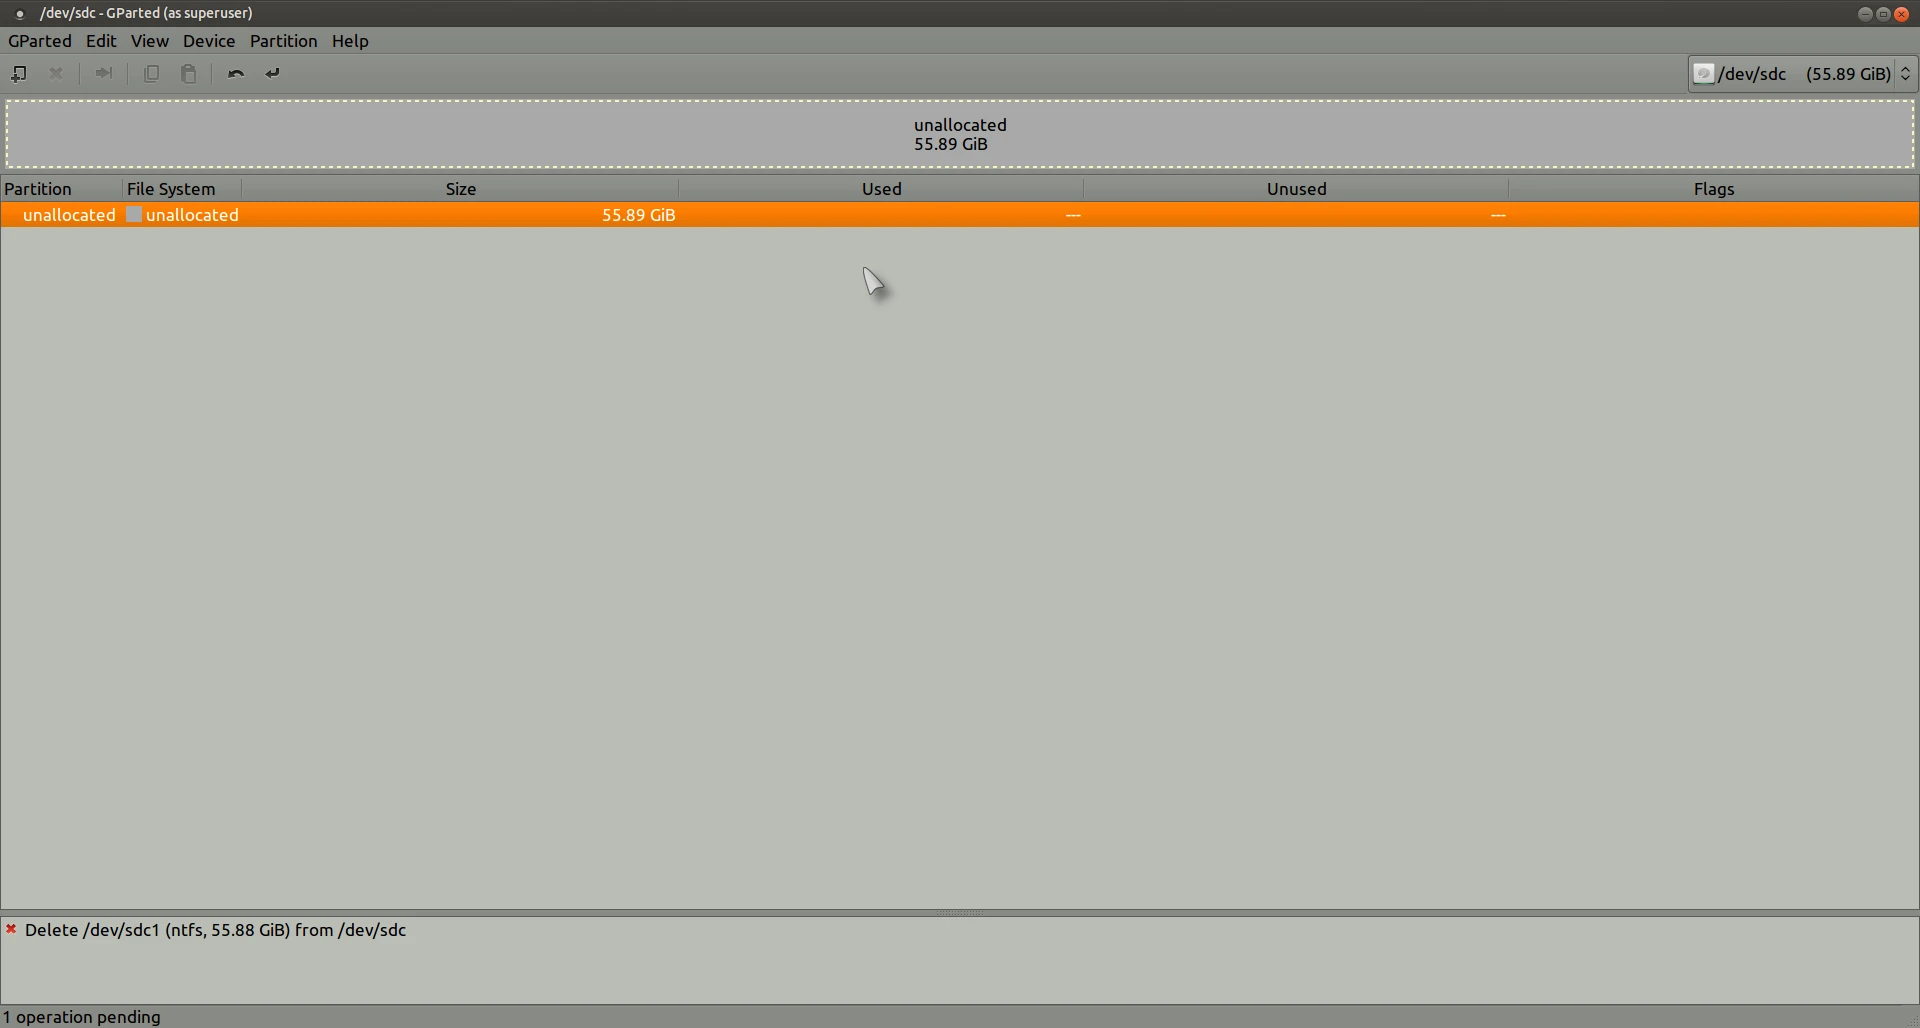 /dev/sdc - GParted (as superuser)
GParted Edit View Device Partition Help
/dev/sdc (55.89 GiB)
unallocated
55.89 GiB
Partition File System Size Used Unused Flags
unallocated unallocated 55.89 GiB --- ---
Delete /dev/sdc1 (ntfs, 55.88 GiB) from /dev/sdc
1 operation pending